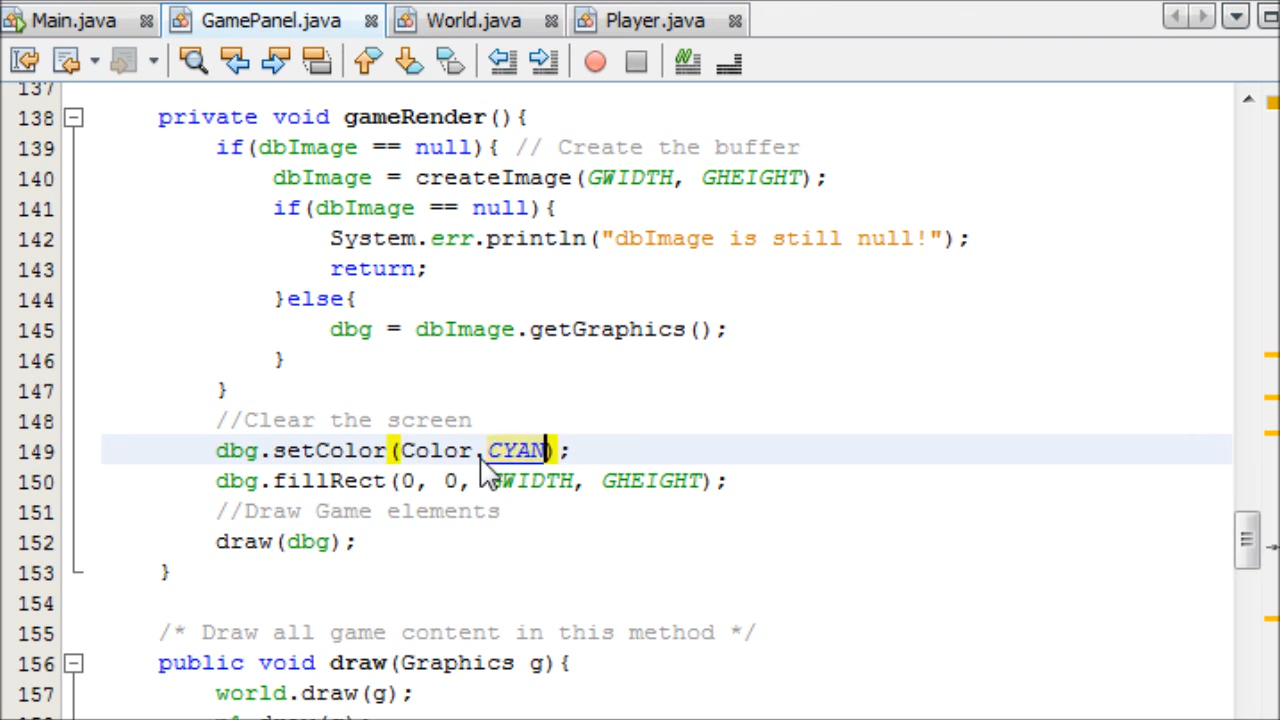 Main.java GamePanel.java World.java Player.java
137
138 private void gameRender(){
139 if(dbImage == null){ // Create the buffer
140 dbImage = createImage(GWIDTH, GHEIGHT);
141 if(dbImage == null){
142 System.err.println("dbImage is still null!");
143 return;
144 }else{
145 dbg = dbImage.getGraphics();
146 }
147 }
148 //Clear the screen
149 dbg.setColor(Color.CYAN);
150 dbg.fillRect(0, 0, GWIDTH, GHEIGHT);
151 //Draw Game elements
152 draw(dbg);
153 }
154
155 /* Draw all game content in this method */
156 public void draw(Graphics g){
157 world.draw(g);